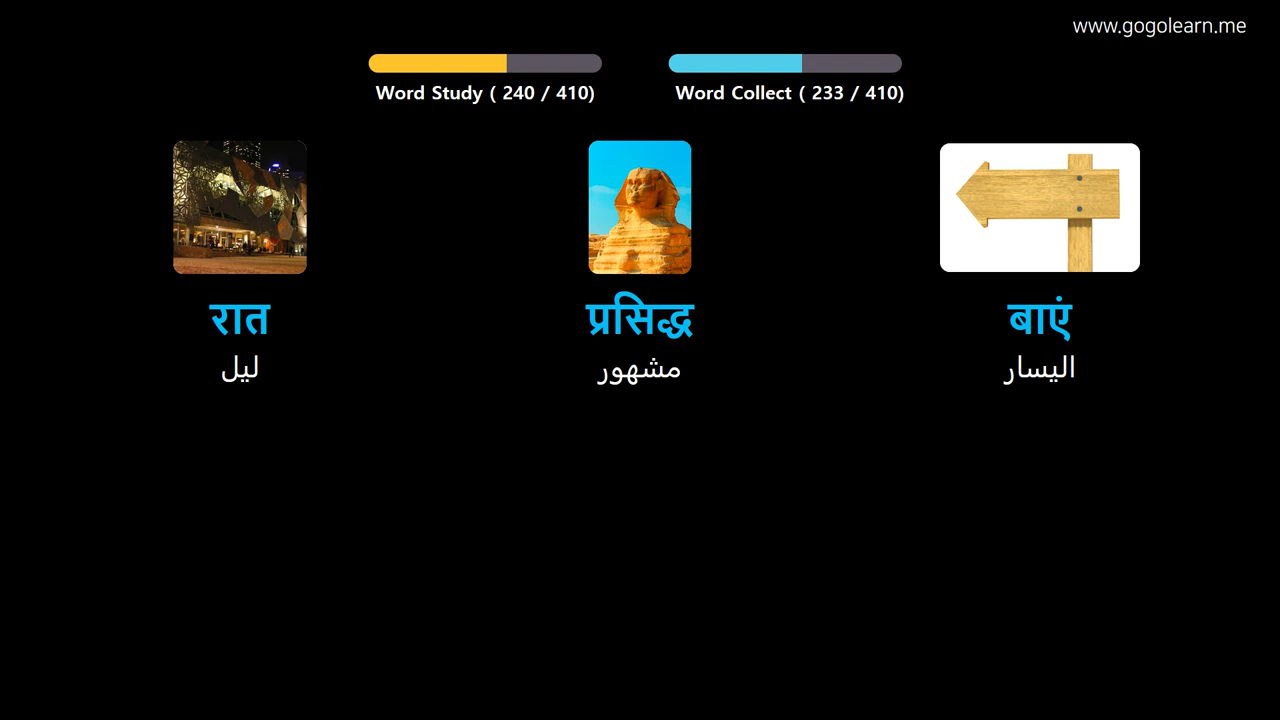 www.gogolearn.me
Word Study ( 240 / 410)
Word Collect ( 233 / 410)
रात
ليل
प्रसिद्ध
مشهور
बाएं
اليسار